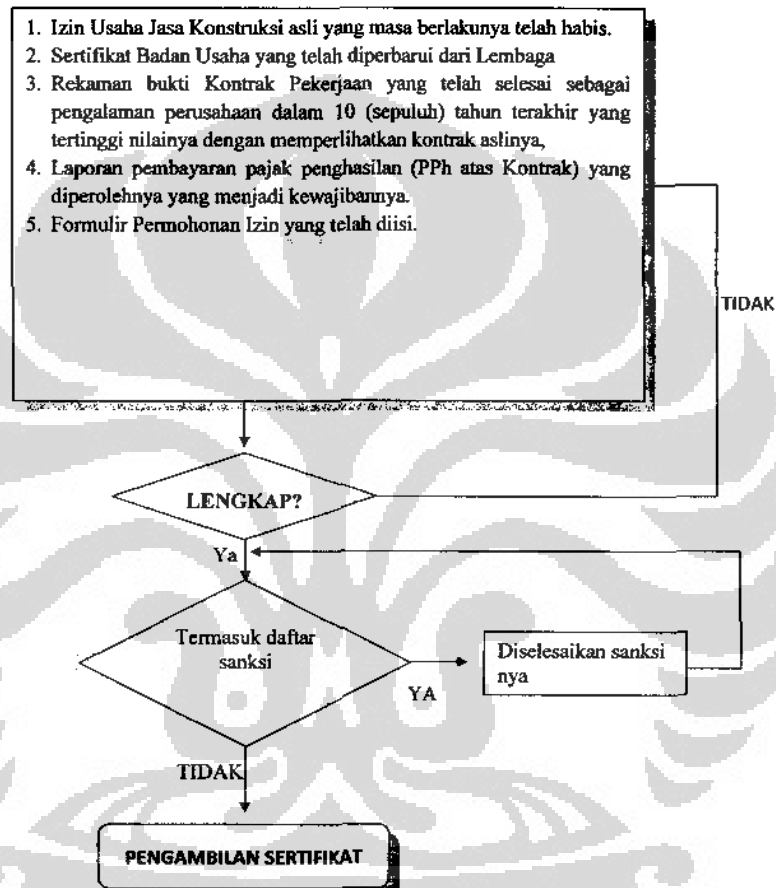 1. Izin Usaha Jasa Konstruksi asli yang masa berlakunya telah habis.
2. Sertifikat Badan Usaha yang telah diperbarui dari Lembaga
3. Rekaman bukti Kontrak Pekerjaan yang telah selesai sebagai
pengalaman perusahaan dalam 10 (sepuluh) tahun terakhir yang
tertinggi nilainya dengan memperlihatkan kontrak aslinya,
4. Laporan pembayaran pajak penghasilan (PPh atas Kontrak) yang
diperolehnya yang menjadi kewajibannya.
5. Formulir Permohonan Izin yang telah diisi.
TIDAK
LENGKAP?
Ya
Termasuk daftar
sanksi
YA
Diselesaikan sanksi
nya
TIDAK
PENGAMBILAN SERTIFIKAT